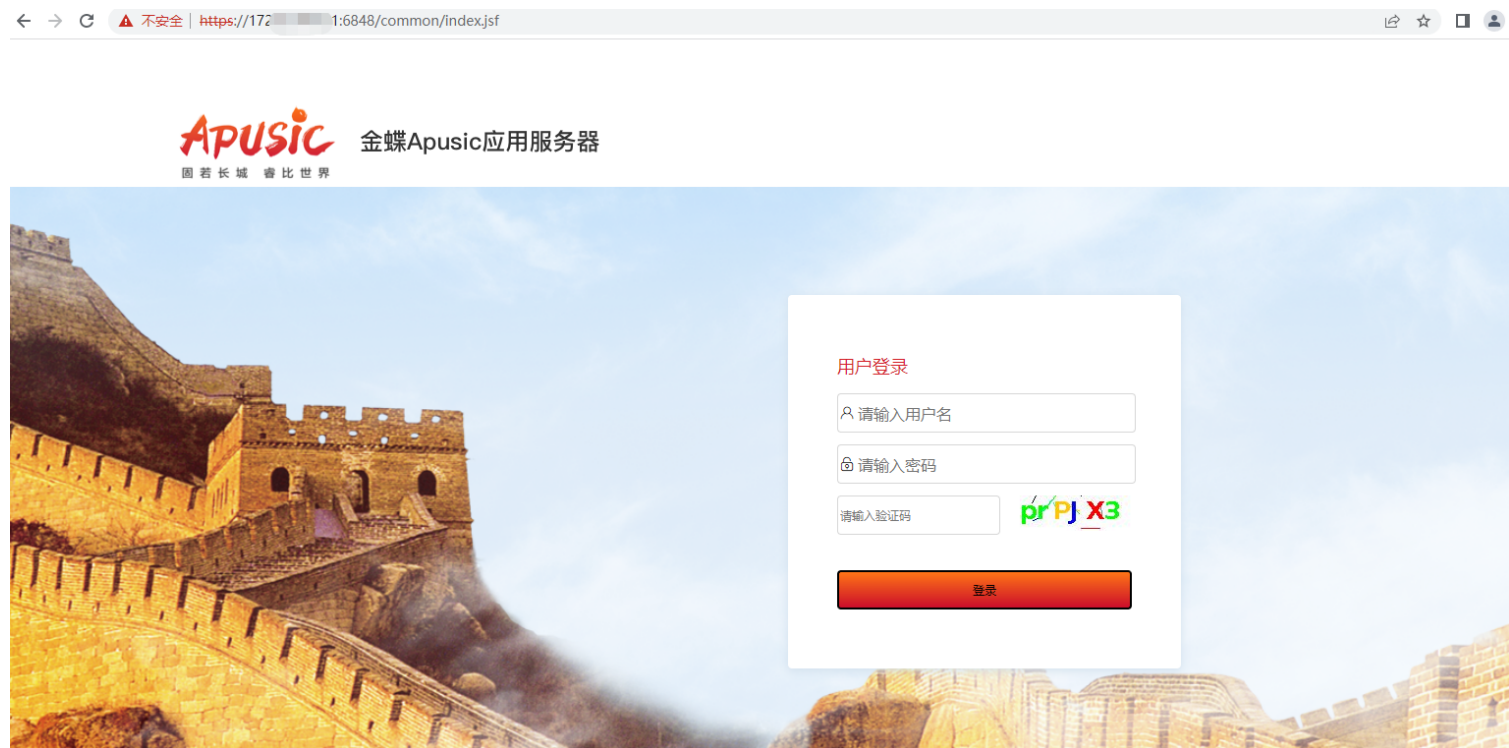 不安全 https://172 1:6848/common/index.jsf
APUSIC 金蝶Apusic应用服务器
固若长城 睿比世界
用户登录
请输入用户名
请输入密码
请输入验证码 prPJX3
登录